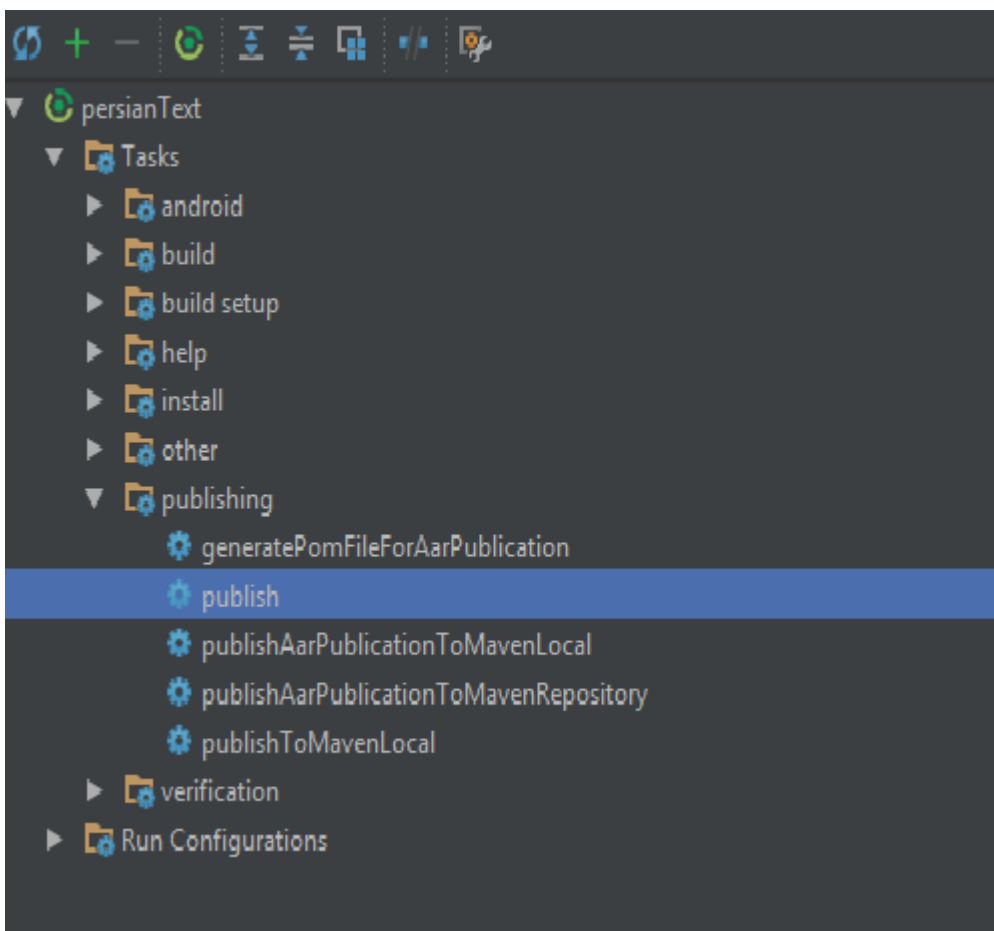 persianText
Tasks
android
build
build setup
help
install
other
publishing
generatePomFileForAarPublication
publish
publishAarPublicationToMavenLocal
publishAarPublicationToMavenRepository
publishToMavenLocal
verification
Run Configurations